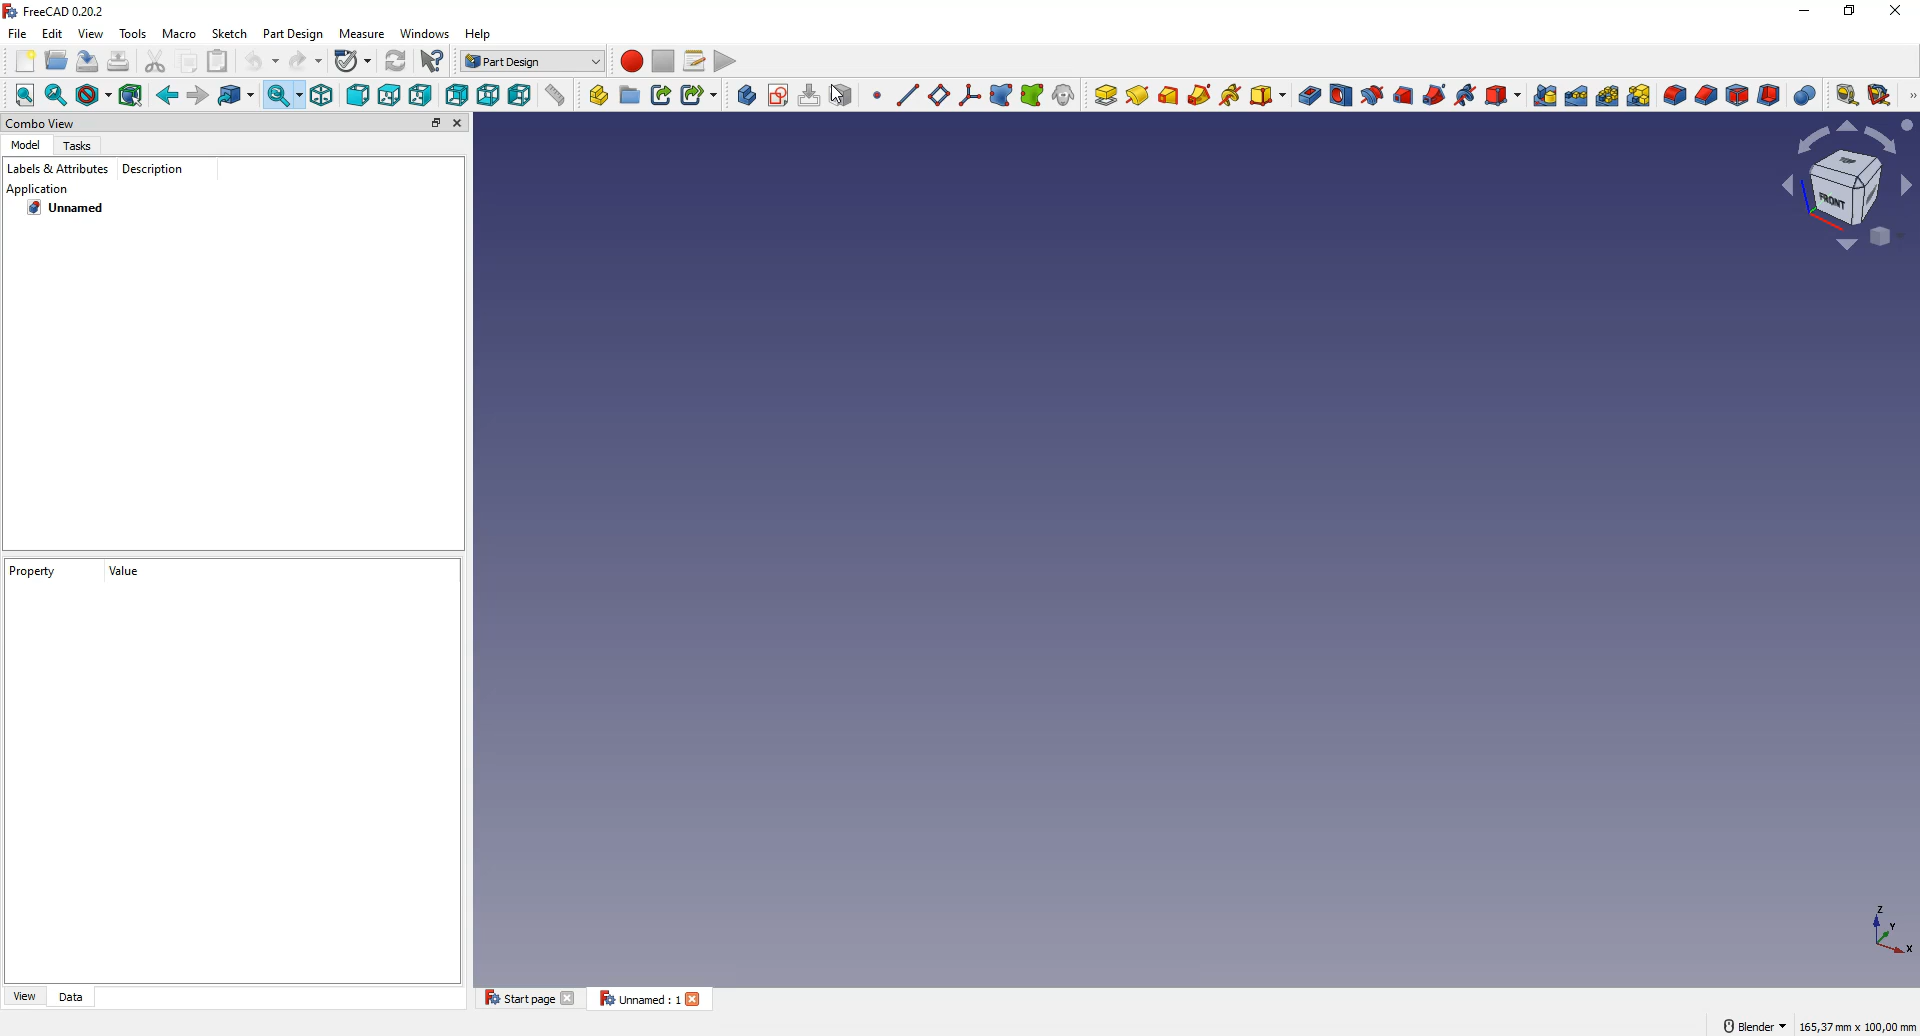 FreeCAD 0.20.2
File Edit View Tools Macro Sketch Part Design Measure Windows Help
Part Design
Combo View
Model Tasks
Labels & Attributes Description
Application
Unnamed
Property Value
View Data
TOP
FRONT
Z
Y
X
Start page Unnamed : 1
Blender 165,37 mm x 100,00 mm